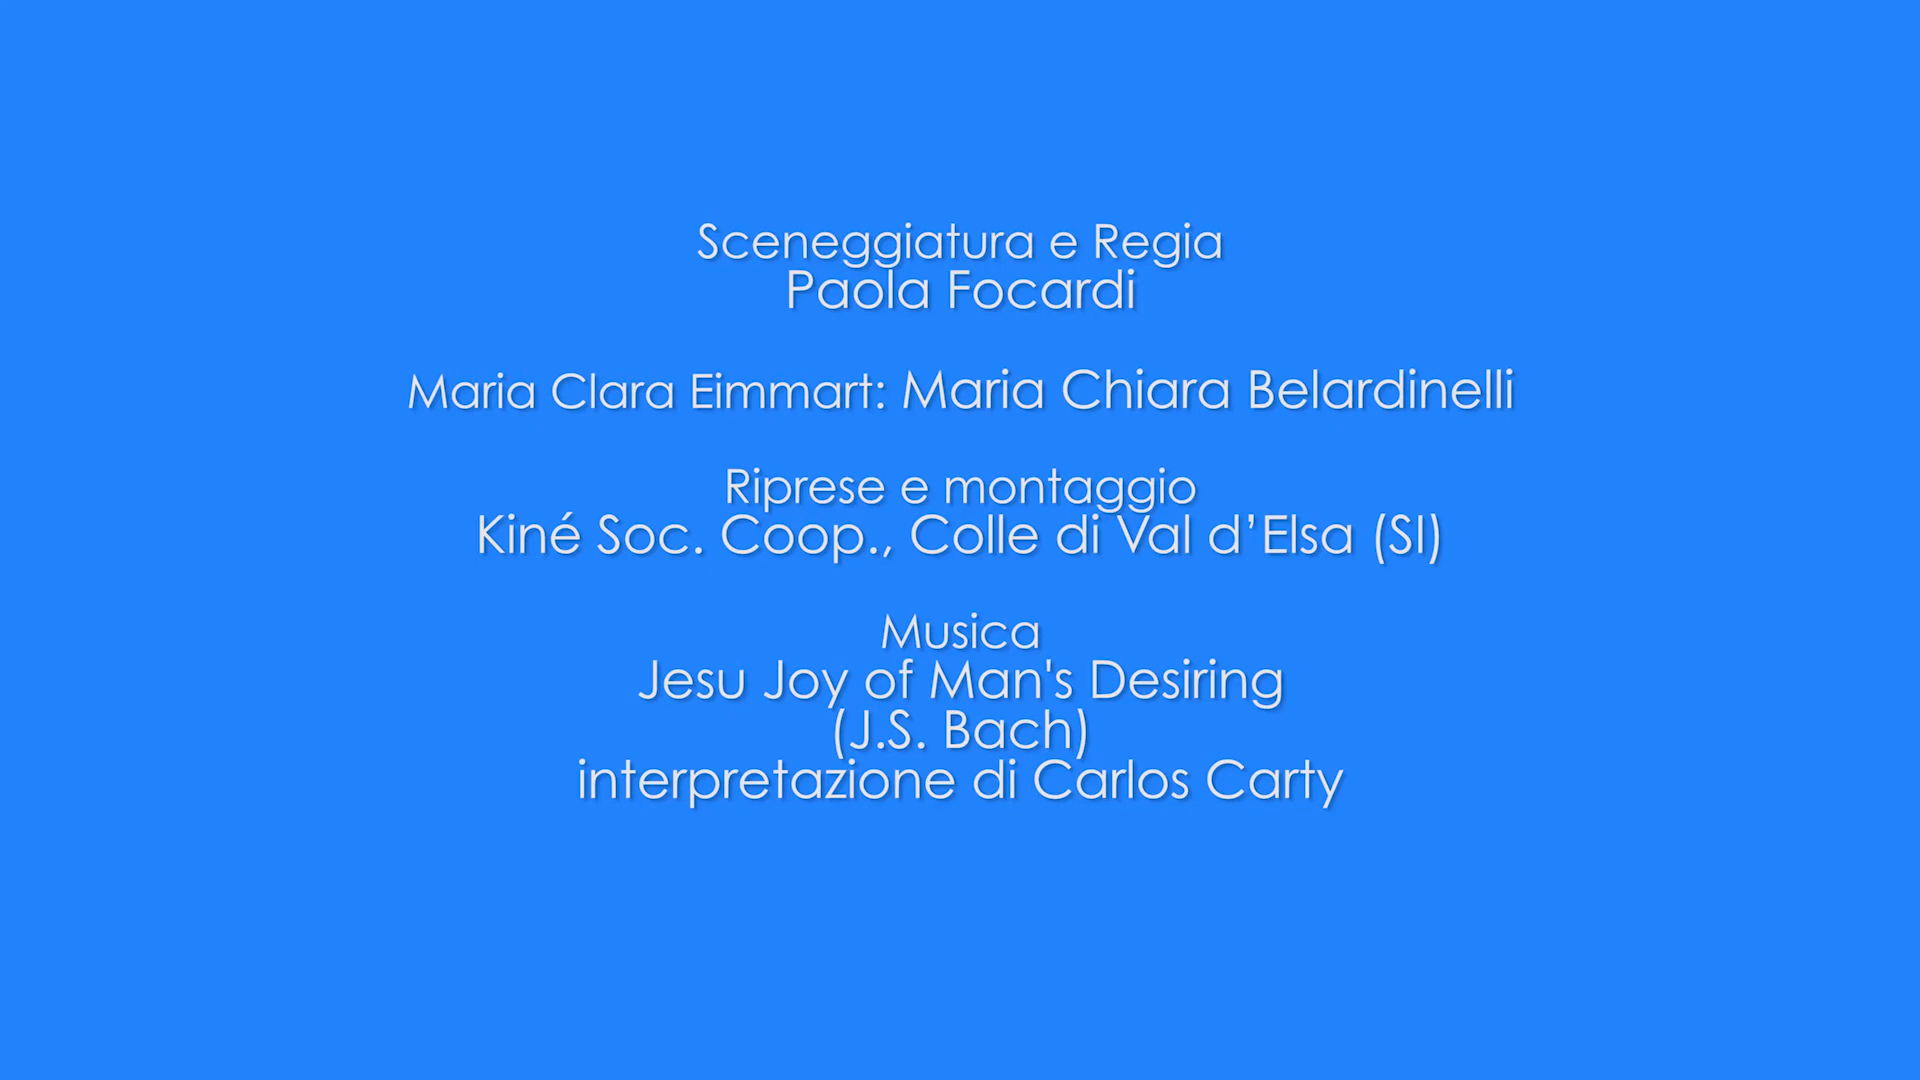 Sceneggiatura e Regia
Paola Focardi
Maria Clara Eimmart: Maria Chiara Belardinelli
Riprese e montaggio
Kiné Soc. Coop., Colle di Val d’Elsa (SI)
Musica
Jesu Joy of Man's Desiring
(J.S. Bach)
interpretazione di Carlos Carty